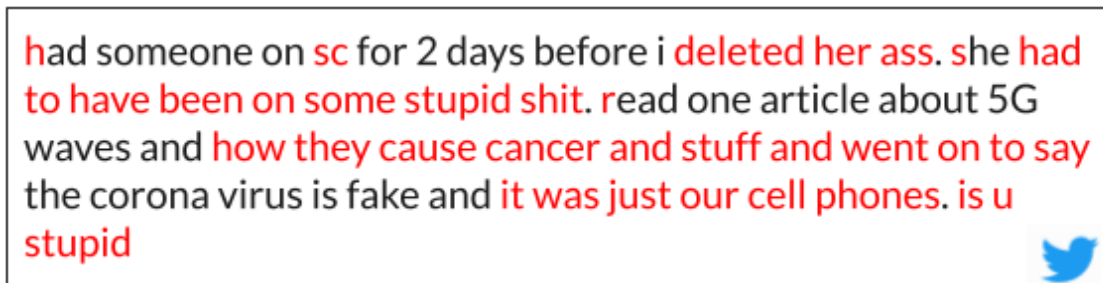 had someone on sc for 2 days before i deleted her ass. she had
to have been on some stupid shit. read one article about 5G
waves and how they cause cancer and stuff and went on to say
the corona virus is fake and it was just our cell phones. is u
stupid